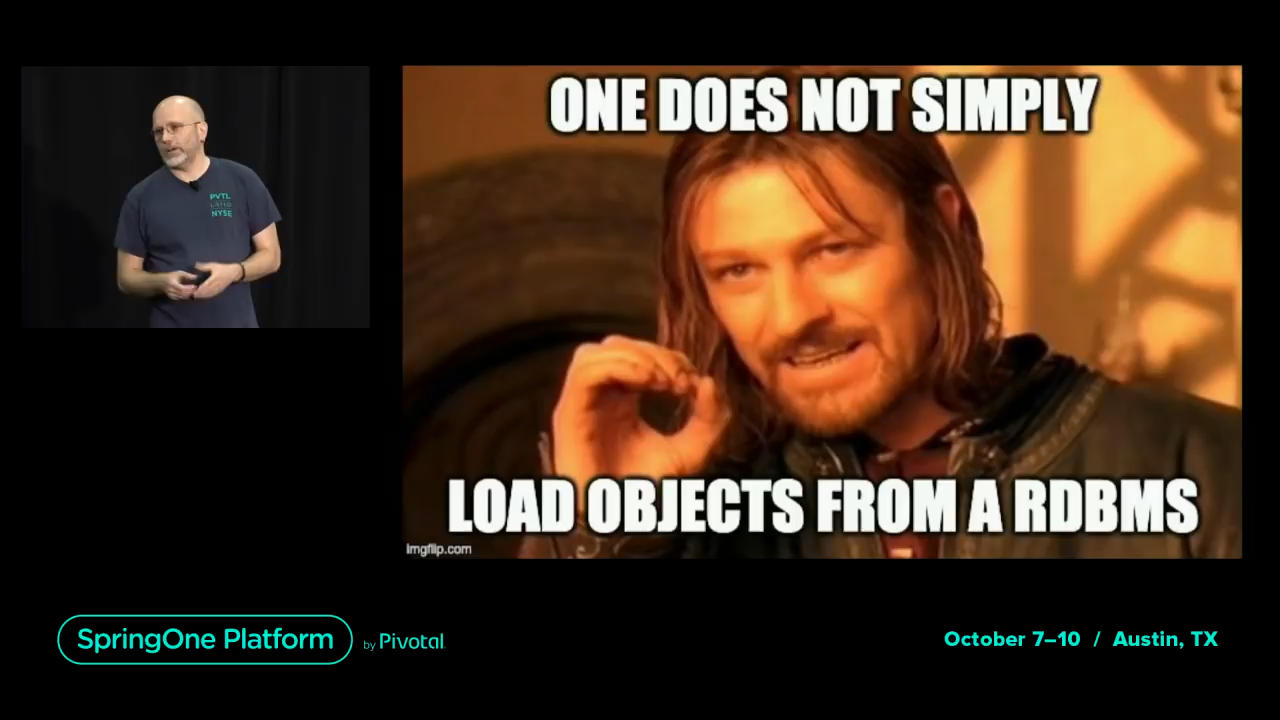 PVTL
NYSE
ONE DOES NOT SIMPLY
LOAD OBJECTS FROM A RDBMS
imgflip.com
SpringOne Platform
by Pivotal
October 7–10 / Austin, TX